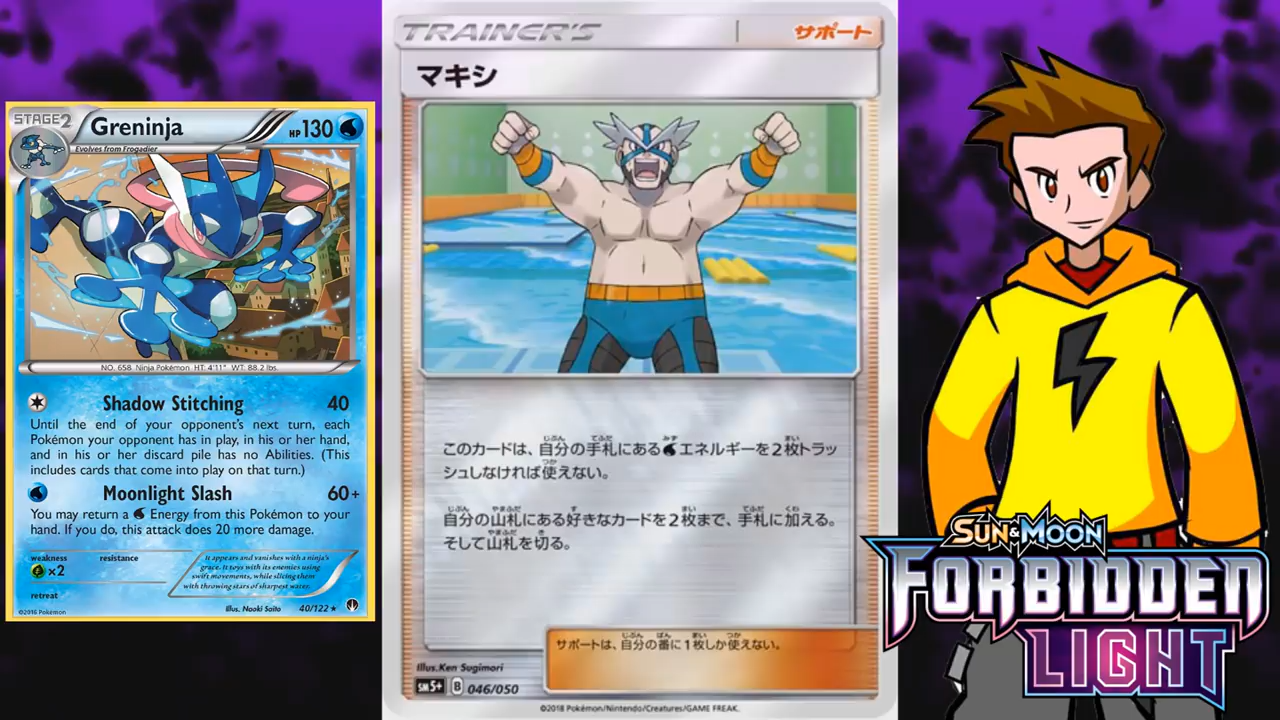 STAGE2
Greninja
HP130
Evolves from Frogadier
NO. 658 Ninja Pokémon HT: 4'11" WT: 88.2 lbs.
Shadow Stitching 40
Until the end of your opponent's next turn, each
Pokémon your opponent has in play, in his or her hand,
and in his or her discard pile has no Abilities. (This
includes cards that come into play on that turn.)
Moonlight Slash 60+
You may return a Energy from this Pokémon to your
hand. If you do, this attack does 20 more damage.
weakness resistance
×2
retreat
It appears and vanishes with a ninja's
grace. It toys with its enemies using
swift movements, while slicing them
with throwing stars of sharpest water.
©2016 Pokémon
Illus. Naoki Saito 40/122 ★
TRAINER'S サポート
マキシ
このカードは、自分の手札にあるエネルギーを2枚トラッ
シュしなければ使えない。
自分の山札にある好きなカードを2枚まで、手札に加える。
そして山札を切る。
サポートは、自分の番に1枚しか使えない。
Illus.Ken Sugimori
SM5+ B 046/050
©2018 Pokémon/Nintendo/Creatures/GAME FREAK.
SUN&MOON
FORBIDDEN
LIGHT